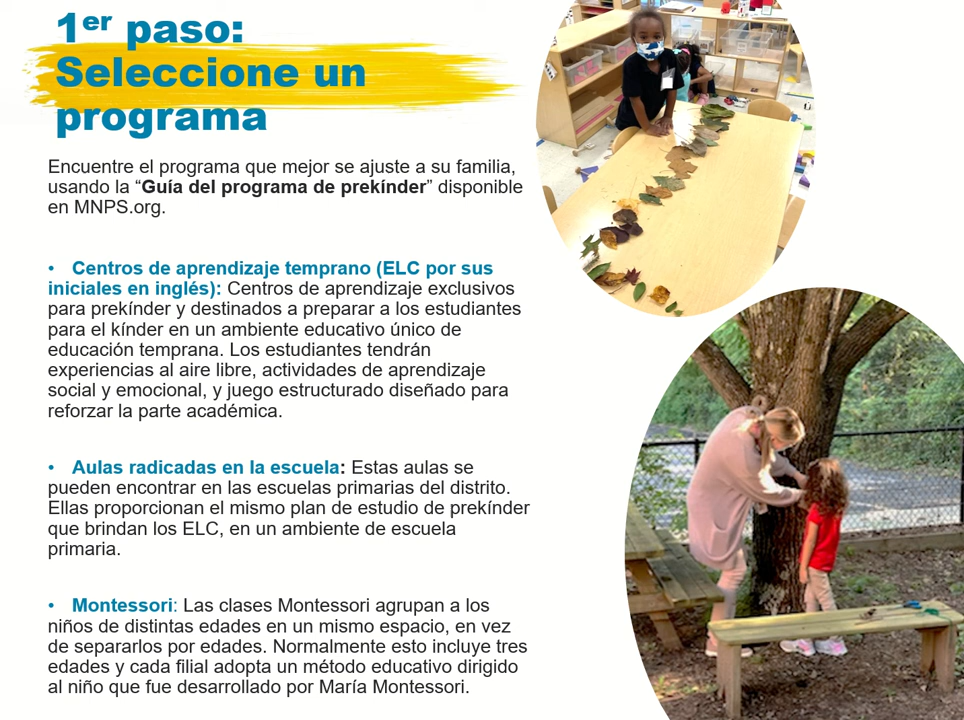 1er paso:
Seleccione un
programa
Encuentre el programa que mejor se ajuste a su familia,
usando la “Guía del programa de prekínder” disponible
en MNPS.org.
• Centros de aprendizaje temprano (ELC por sus
iniciales en inglés): Centros de aprendizaje exclusivos
para prekínder y destinados a preparar a los estudiantes
para el kínder en un ambiente educativo único de
educación temprana. Los estudiantes tendrán
experiencias al aire libre, actividades de aprendizaje
social y emocional, y juego estructurado diseñado para
reforzar la parte académica.
• Aulas radicadas en la escuela: Estas aulas se
pueden encontrar en las escuelas primarias del distrito.
Ellas proporcionan el mismo plan de estudio de prekínder
que brindan los ELC, en un ambiente de escuela
primaria.
• Montessori: Las clases Montessori agrupan a los
niños de distintas edades en un mismo espacio, en vez
de separarlos por edades. Normalmente esto incluye tres
edades y cada filial adopta un método educativo dirigido
al niño que fue desarrollado por María Montessori.